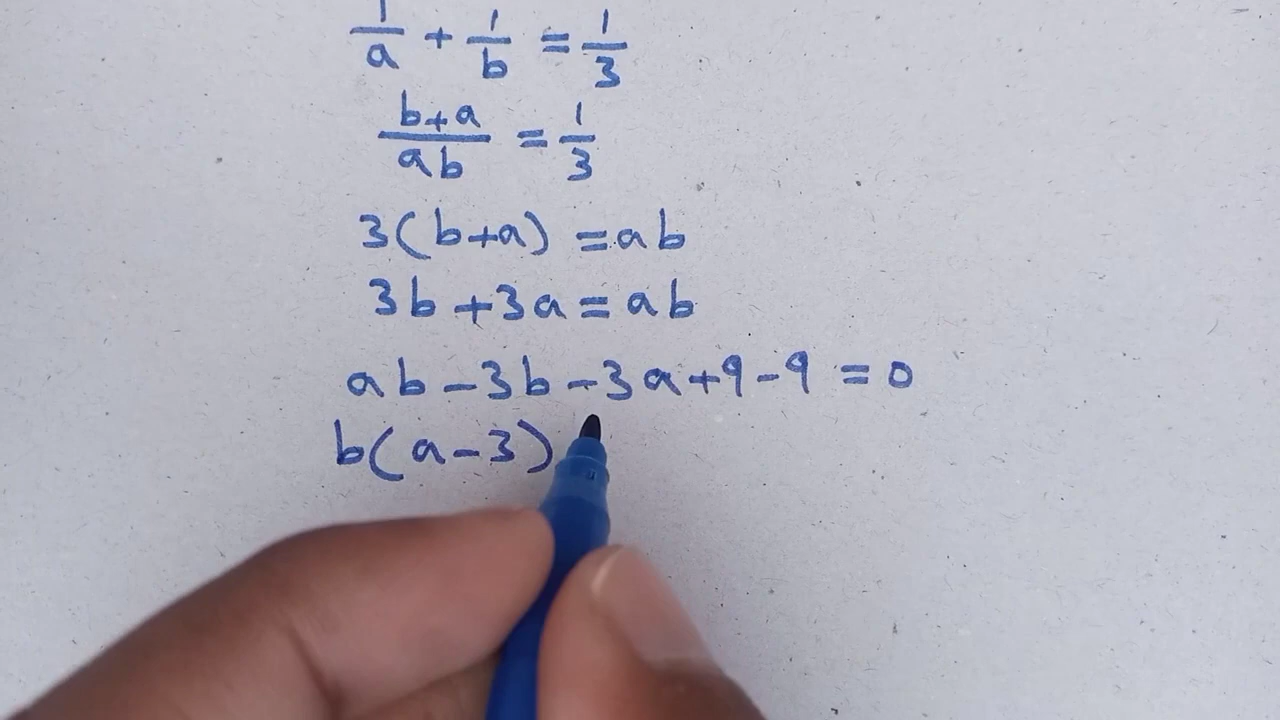 1/a + 1/b = 1/3
b+a/ab = 1/3
3(b+a) = ab
3b + 3a = ab
ab - 3b - 3a + 9 - 9 = 0
b(a-3)